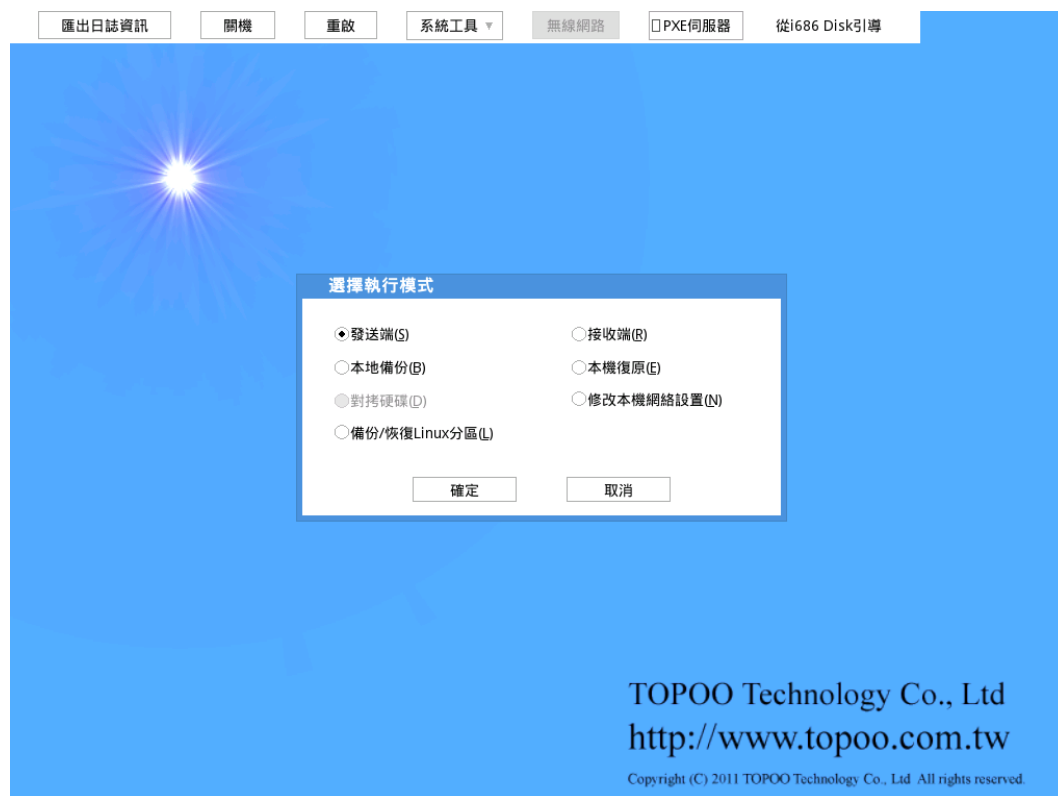 匯出日誌資訊 關機 重啟 系統工具 無線網路 PXE伺服器 從i686 Disk引導
選擇執行模式
發送端(S) 接收端(R)
本地備份(B) 本機復原(E)
對拷硬碟(D) 修改本機網絡設置(N)
備份/恢復Linux分區(L)
確定 取消
TOPOO Technology Co., Ltd
http://www.topoo.com.tw
Copyright (C) 2011 TOPOO Technology Co., Ltd All rights reserved.